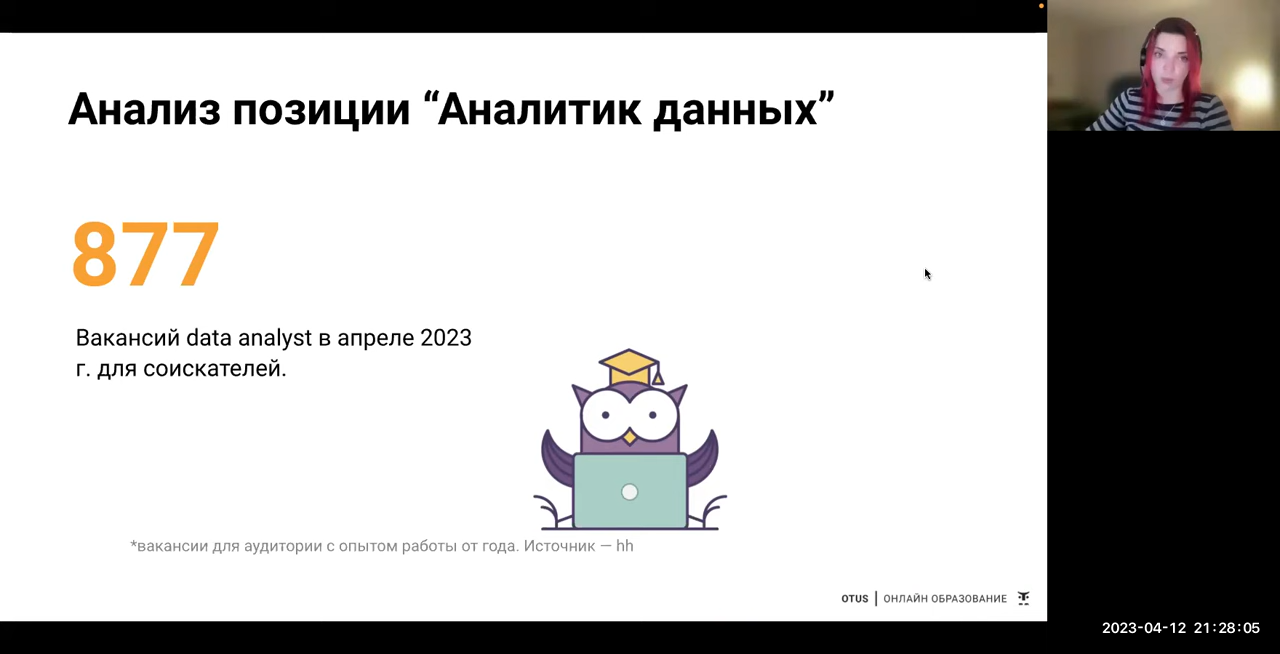 Анализ позиции “Аналитик данных”
877
Вакансий data analyst в апреле 2023
г. для соискателей.
*вакансии для аудитории с опытом работы от года. Источник — hh
OTUS | ОНЛАЙН ОБРАЗОВАНИЕ
2023-04-12 21:28:05